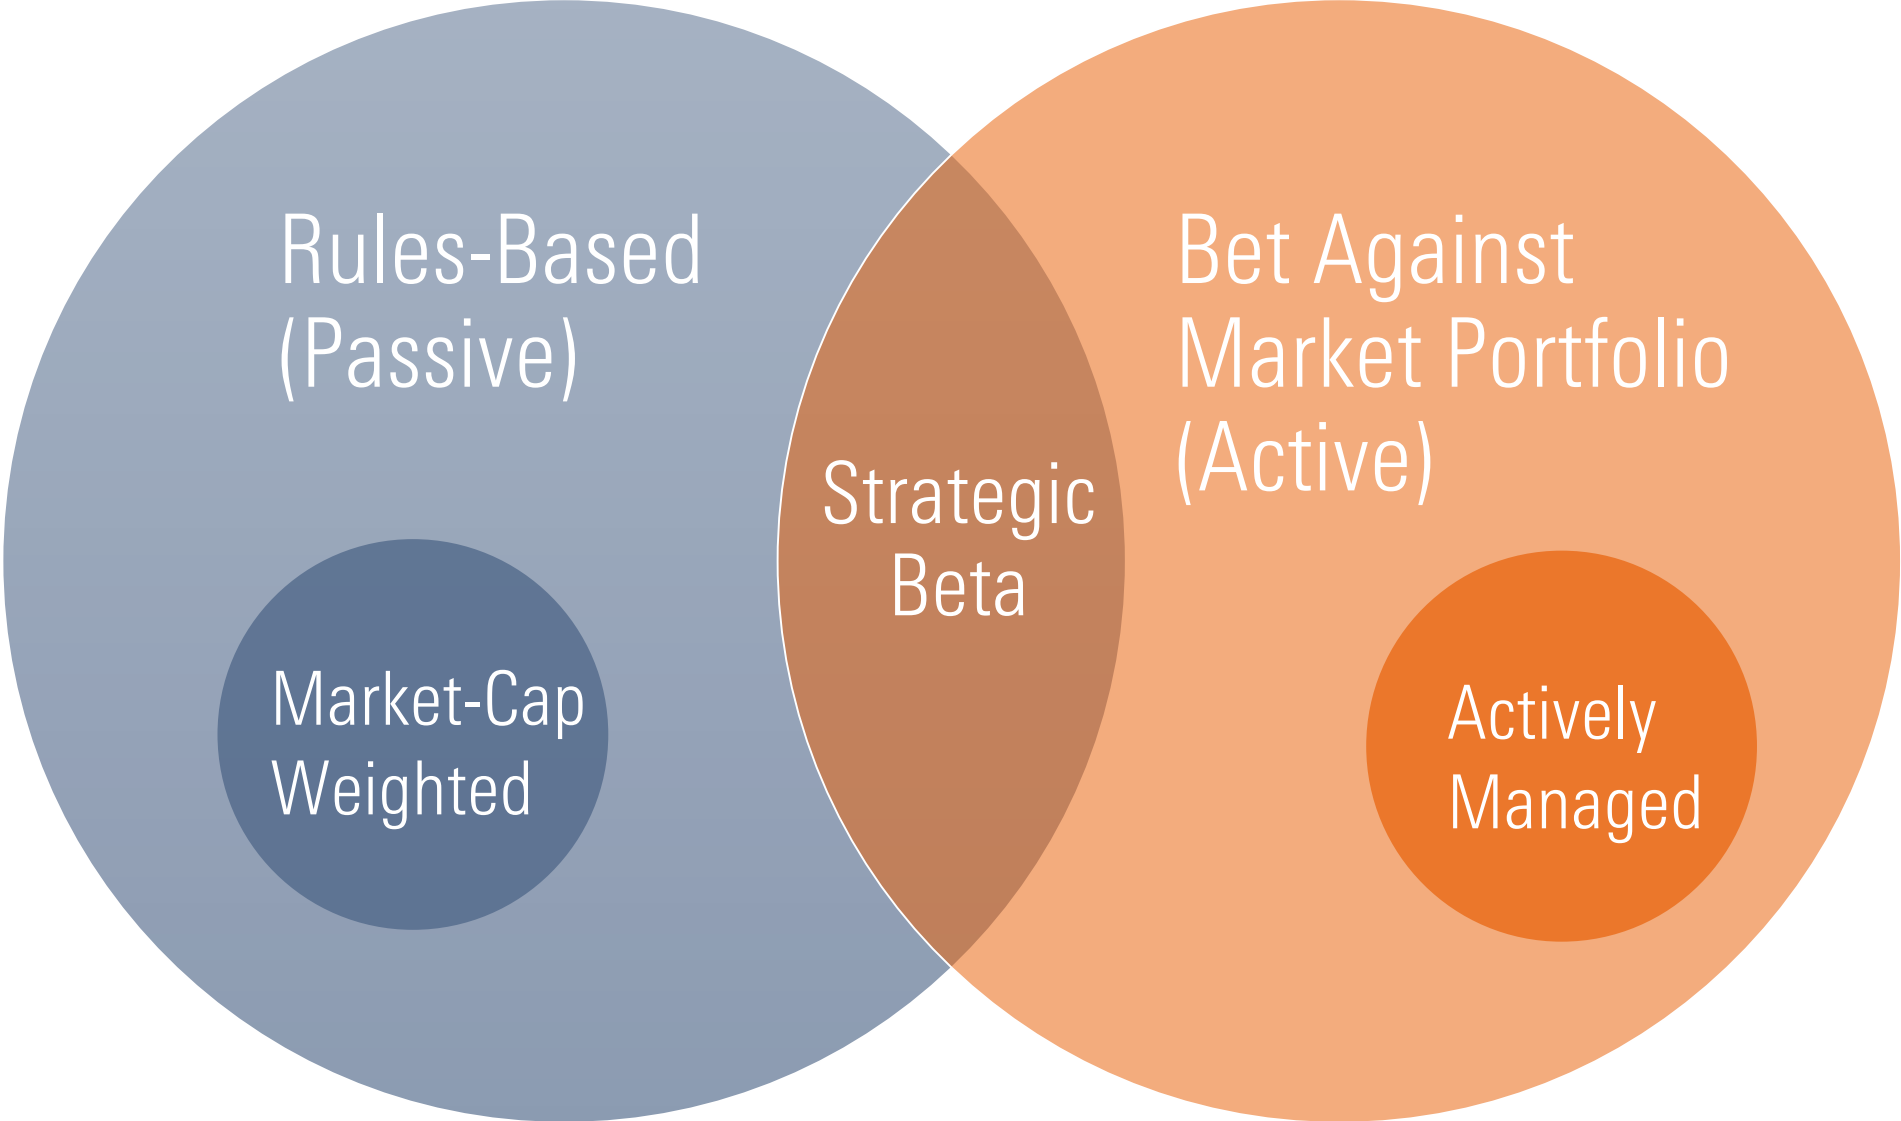 Rules-Based
(Passive)
Bet Against
Market Portfolio
(Active)
Strategic
Beta
Market-Cap
Weighted
Actively
Managed